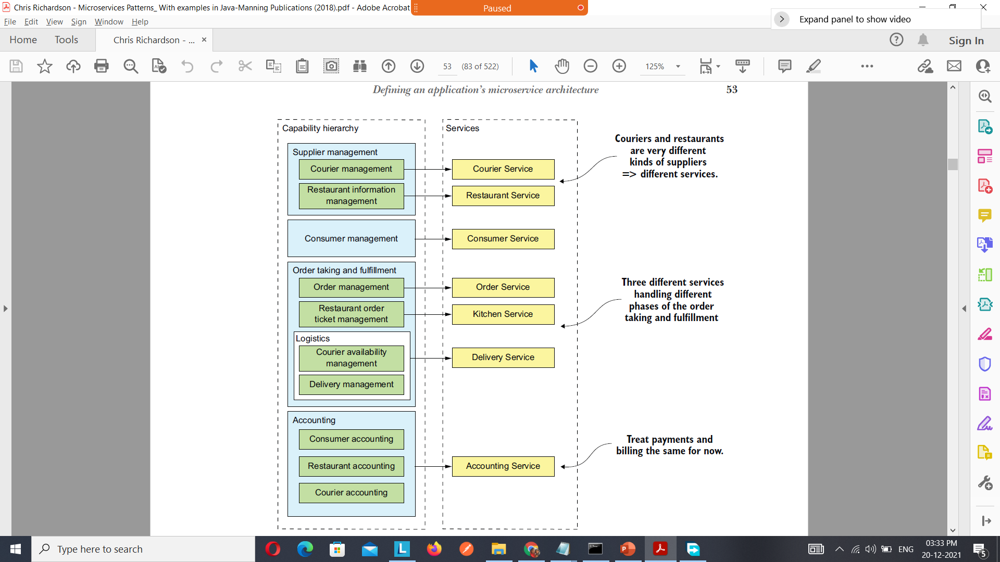 Chris Richardson - Microservices Patterns_ With examples in Java-Manning Publications (2018).pdf - Adobe Acrobat
Paused
Expand panel to show video
File Edit View Sign Window Help
Home Tools Chris Richardson - ... × Sign In
53 (83 of 522) 125%
Defining an application's microservice architecture 53
Capability hierarchy
Supplier management
Courier management
Restaurant information
management
Consumer management
Order taking and fulfillment
Order management
Restaurant order
ticket management
Logistics
Courier availability
management
Delivery management
Accounting
Consumer accounting
Restaurant accounting
Courier accounting
Services
Courier Service
Restaurant Service
Consumer Service
Order Service
Kitchen Service
Delivery Service
Accounting Service
Couriers and restaurants
are very different
kinds of suppliers
=> different services.
Three different services
handling different
phases of the order
taking and fulfillment
Treat payments and
billing the same for now.
Type here to search
L
ENG
03:33 PM
20-12-2021
5